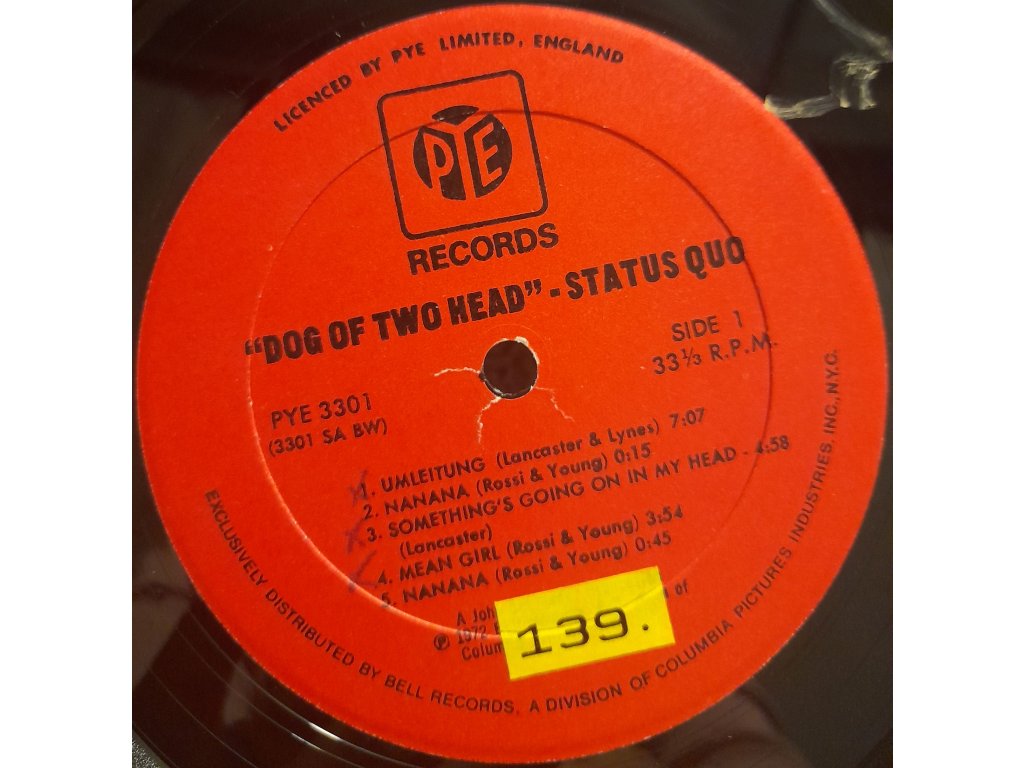 LICENCED BY PYE LIMITED, ENGLAND
PYE
RECORDS
"DOG OF TWO HEAD" - STATUS QUO
SIDE 1
33⅓ R.P.M.
PYE 3301
(3301 SA BW)
1. UMLEITUNG (Lancaster & Lynes) 7:07
2. NANANA (Rossi & Young) 0:15
3. SOMETHING'S GOING ON IN MY HEAD - 4:58
(Lancaster)
4. MEAN GIRL (Rossi & Young) 3:54
5. NANANA (Rossi & Young) 0:45
A of
Ⓟ 1972
139.
EXCLUSIVELY DISTRIBUTED BY BELL RECORDS, A DIVISION OF COLUMBIA PICTURES INDUSTRIES, INC., N.Y.C.